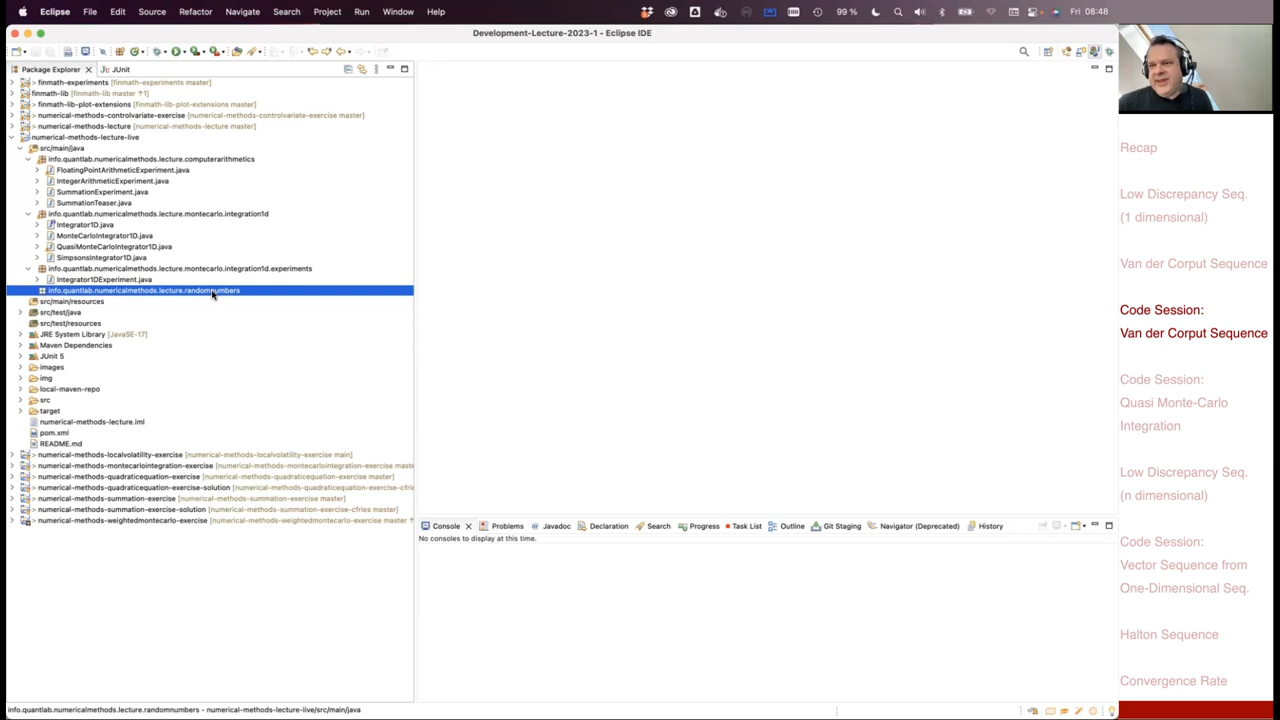 Eclipse File Edit Source Refactor Navigate Search Project Run Window Help
99 % Fri 08:48
Development-Lecture-2023-1 - Eclipse IDE
Package Explorer JUnit
> finmath-experiments [finmath-experiments master]
finmath-lib [finmath-lib master ↑1]
> finmath-lib-plot-extensions [finmath-lib-plot-extensions master]
> numerical-methods-controlvariate-exercise [numerical-methods-controlvariate-exercise master]
> numerical-methods-lecture [numerical-methods-lecture master]
numerical-methods-lecture-live
src/main/java
info.quantlab.numericalmethods.lecture.computerarithmetics
FloatingPointArithmeticExperiment.java
IntegerArithmeticExperiment.java
SummationExperiment.java
SummationTeaser.java
info.quantlab.numericalmethods.lecture.montecarlo.integration1d
Integrator1D.java
MonteCarloIntegrator1D.java
QuasiMonteCarloIntegrator1D.java
SimpsonsIntegrator1D.java
info.quantlab.numericalmethods.lecture.montecarlo.integration1d.experiments
Integrator1DExperiment.java
info.quantlab.numericalmethods.lecture.randomnumbers
src/main/resources
src/test/java
src/test/resources
JRE System Library [JavaSE-17]
Maven Dependencies
JUnit 5
images
img
local-maven-repo
src
target
numerical-methods-lecture.iml
pom.xml
README.md
> numerical-methods-localvolatility-exercise [numerical-methods-localvolatility-exercise main]
> numerical-methods-montecarlointegration-exercise [numerical-methods-montecarlointegration-exercise maste
> numerical-methods-quadraticequation-exercise [numerical-methods-quadraticequation-exercise master]
> numerical-methods-quadraticequation-exercise-solution [numerical-methods-quadraticequation-exercise-cfrie
> numerical-methods-summation-exercise [numerical-methods-summation-exercise master]
> numerical-methods-summation-exercise-solution [numerical-methods-summation-exercise-cfries master]
> numerical-methods-weightedmontecarlo-exercise [numerical-methods-weightedmontecarlo-exercise master ↑
Console Problems Javadoc Declaration Search Progress Task List Outline Git Staging Navigator (Deprecated) History
No consoles to display at this time.
info.quantlab.numericalmethods.lecture.randomnumbers - numerical-methods-lecture-live/src/main/java
Recap
Low Discrepancy Seq.
(1 dimensional)
Van der Corput Sequence
Code Session:
Van der Corput Sequence
Code Session:
Quasi Monte-Carlo
Integration
Low Discrepancy Seq.
(n dimensional)
Code Session:
Vector Sequence from
One-Dimensional Seq.
Halton Sequence
Convergence Rate